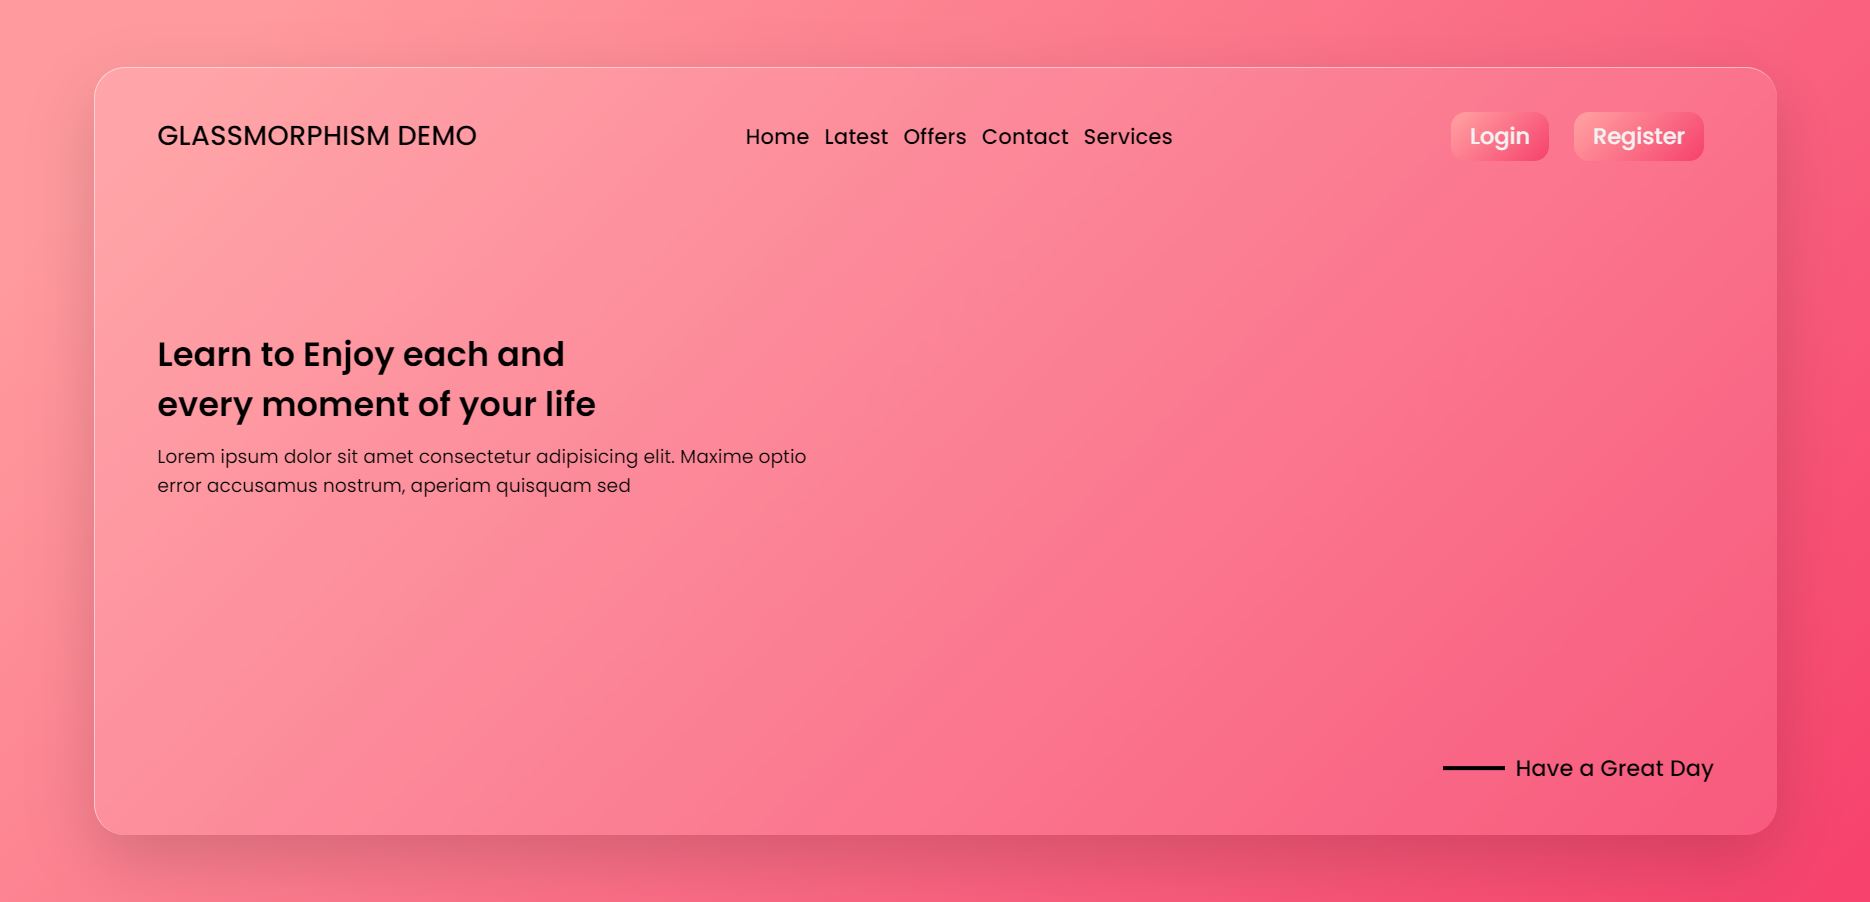 GLASSMORPHISM DEMO
Home Latest Offers Contact Services
Login
Register
Learn to Enjoy each and
every moment of your life
Lorem ipsum dolor sit amet consectetur adipisicing elit. Maxime optio
error accusamus nostrum, aperiam quisquam sed
Have a Great Day